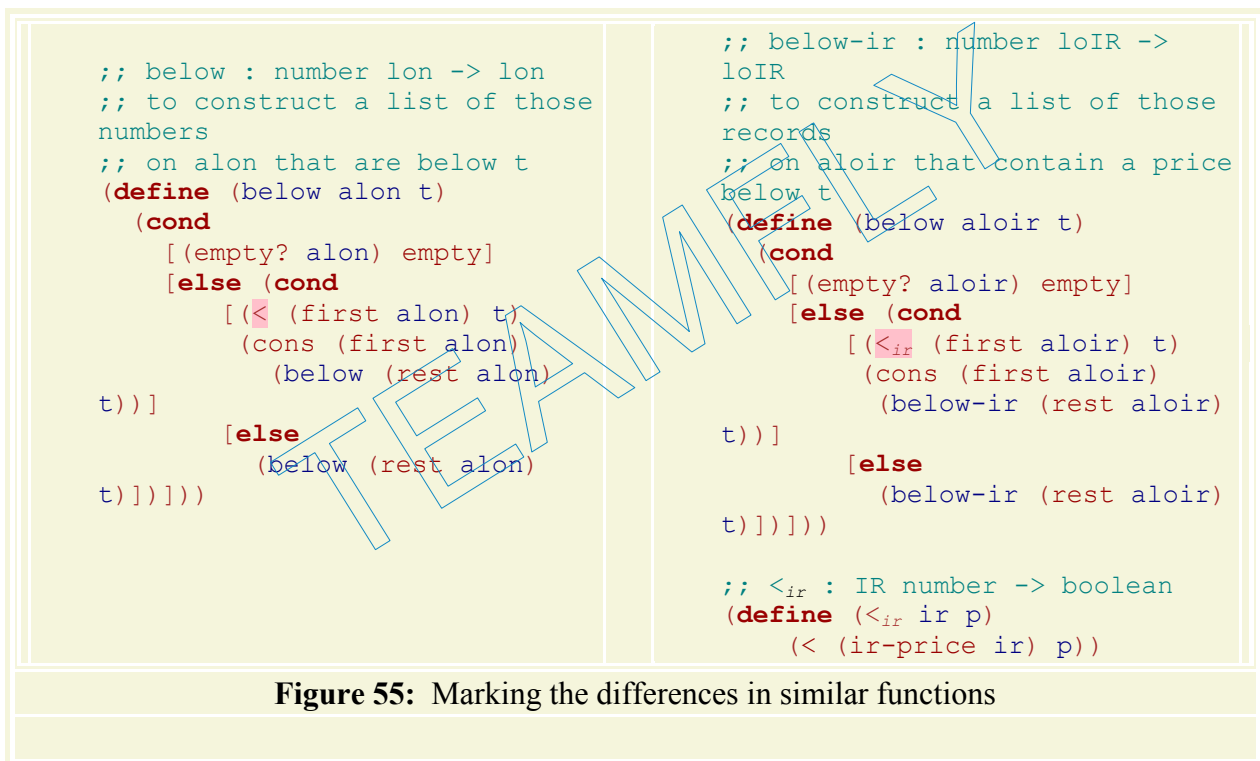 ;; below : number lon -> lon
;; to construct a list of those
numbers
;; on alon that are below t
(define (below alon t)
(cond
[(empty? alon) empty]
[else (cond
[(< (first alon) t)
(cons (first alon)
(below (rest alon)
t))]
[else
(below (rest alon)
t)])]))
;; below-ir : number loIR ->
loIR
;; to construct a list of those
records
;; on aloir that contain a price
below t
(define (below aloir t)
(cond
[(empty? aloir) empty]
[else (cond
[(<ir (first aloir) t)
(cons (first aloir)
(below-ir (rest aloir)
t))]
[else
(below-ir (rest aloir)
t)])]))
;; <ir : IR number -> boolean
(define (<ir ir p)
(< (ir-price ir) p))
TEAMFLY
Figure 55: Marking the differences in similar functions